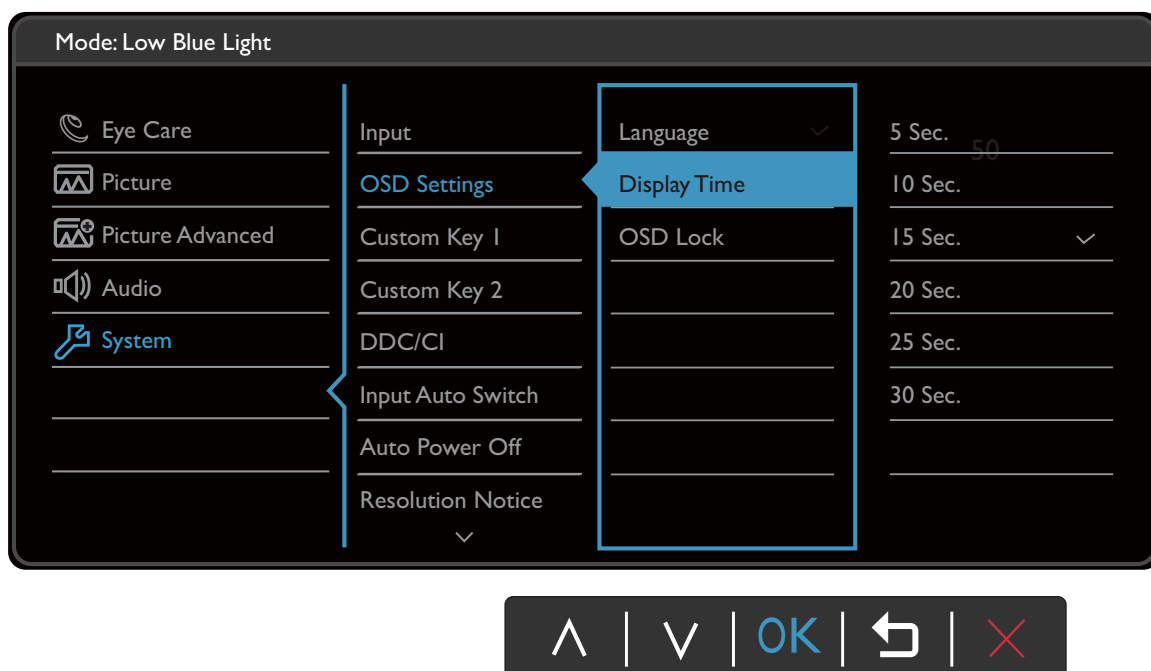 Mode: Low Blue Light
Eye Care
Picture
Picture Advanced
Audio
System
Input
OSD Settings
Custom Key 1
Custom Key 2
DDC/CI
Input Auto Switch
Auto Power Off
Resolution Notice
Language
Display Time
OSD Lock
5 Sec.
50
10 Sec.
15 Sec.
20 Sec.
25 Sec.
30 Sec.
OK